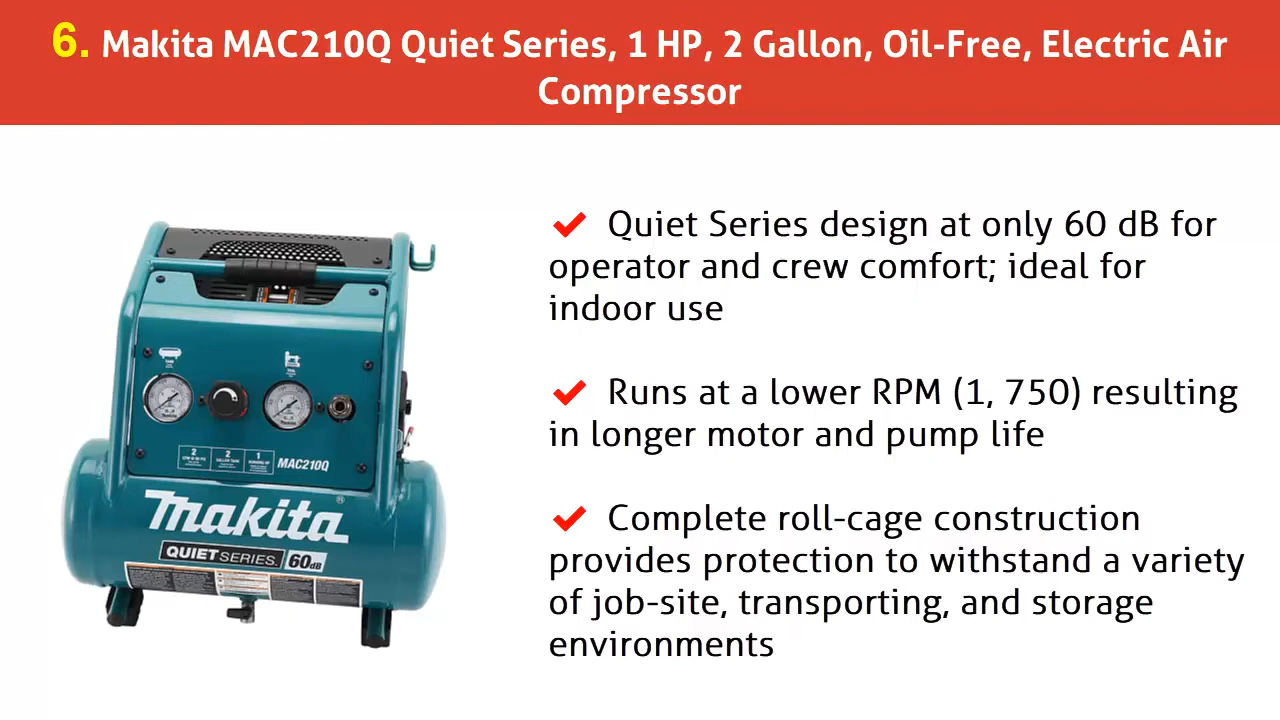 6. Makita MAC210Q Quiet Series, 1 HP, 2 Gallon, Oil-Free, Electric Air
Compressor
✔ Quiet Series design at only 60 dB for
operator and crew comfort; ideal for
indoor use
✔ Runs at a lower RPM (1, 750) resulting
in longer motor and pump life
✔ Complete roll-cage construction
provides protection to withstand a variety
of job-site, transporting, and storage
environments
2 2 1
MAC210Q
Makita®
QUIET SERIES. 60dB